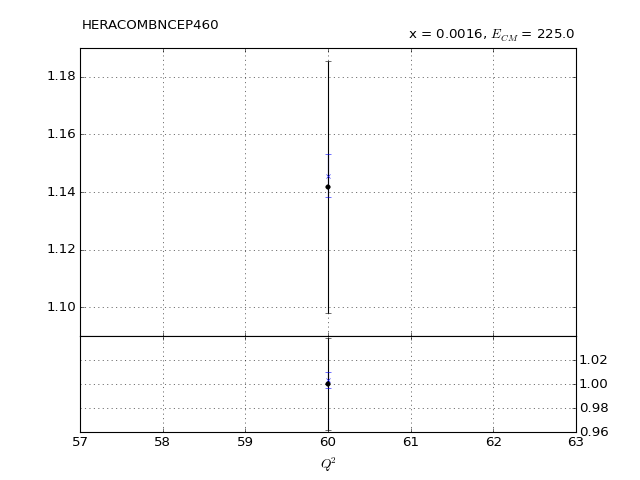 HERACOMBNCEP460
x = 0.0016, $E_{CM}$ = 225.0
1.18
1.16
1.14
1.12
1.10
1.02
1.00
0.98
0.96
57 58 59 60 61 62 63
$Q^2$